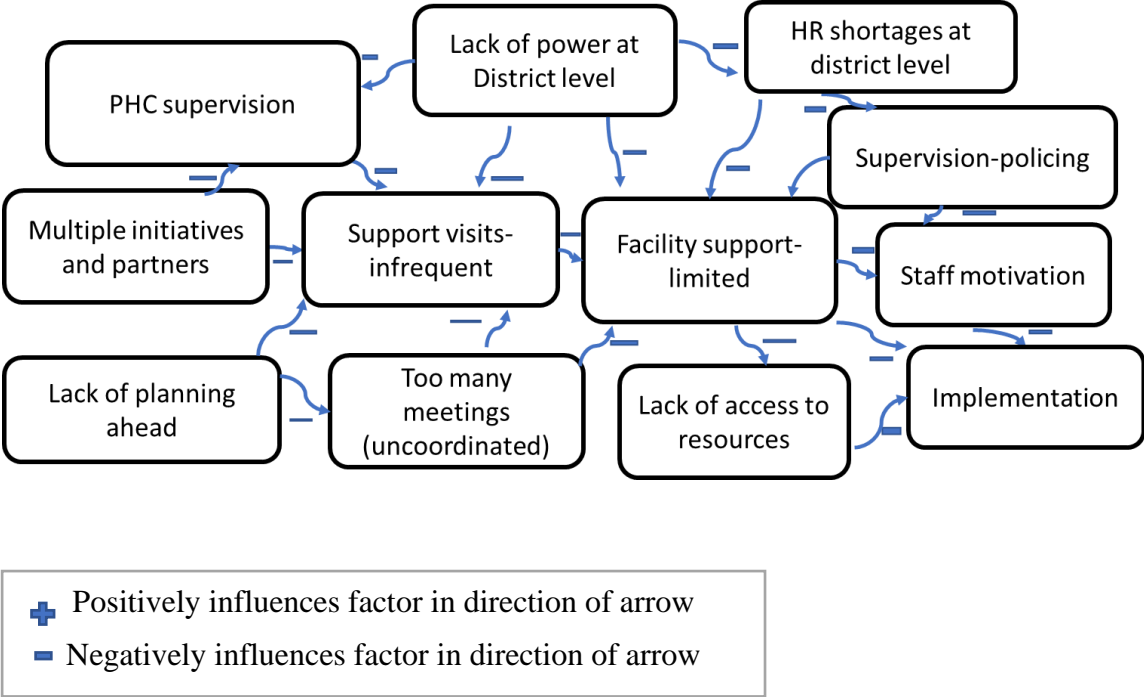 Lack of power at
District level
HR shortages at
district level
PHC supervision
Supervision-policing
Multiple initiatives
and partners
Support visits-
infrequent
Facility support-
limited
Staff motivation
Lack of planning
ahead
Too many
meetings
(uncoordinated)
Lack of access to
resources
Implementation
Positively influences factor in direction of arrow
Negatively influences factor in direction of arrow